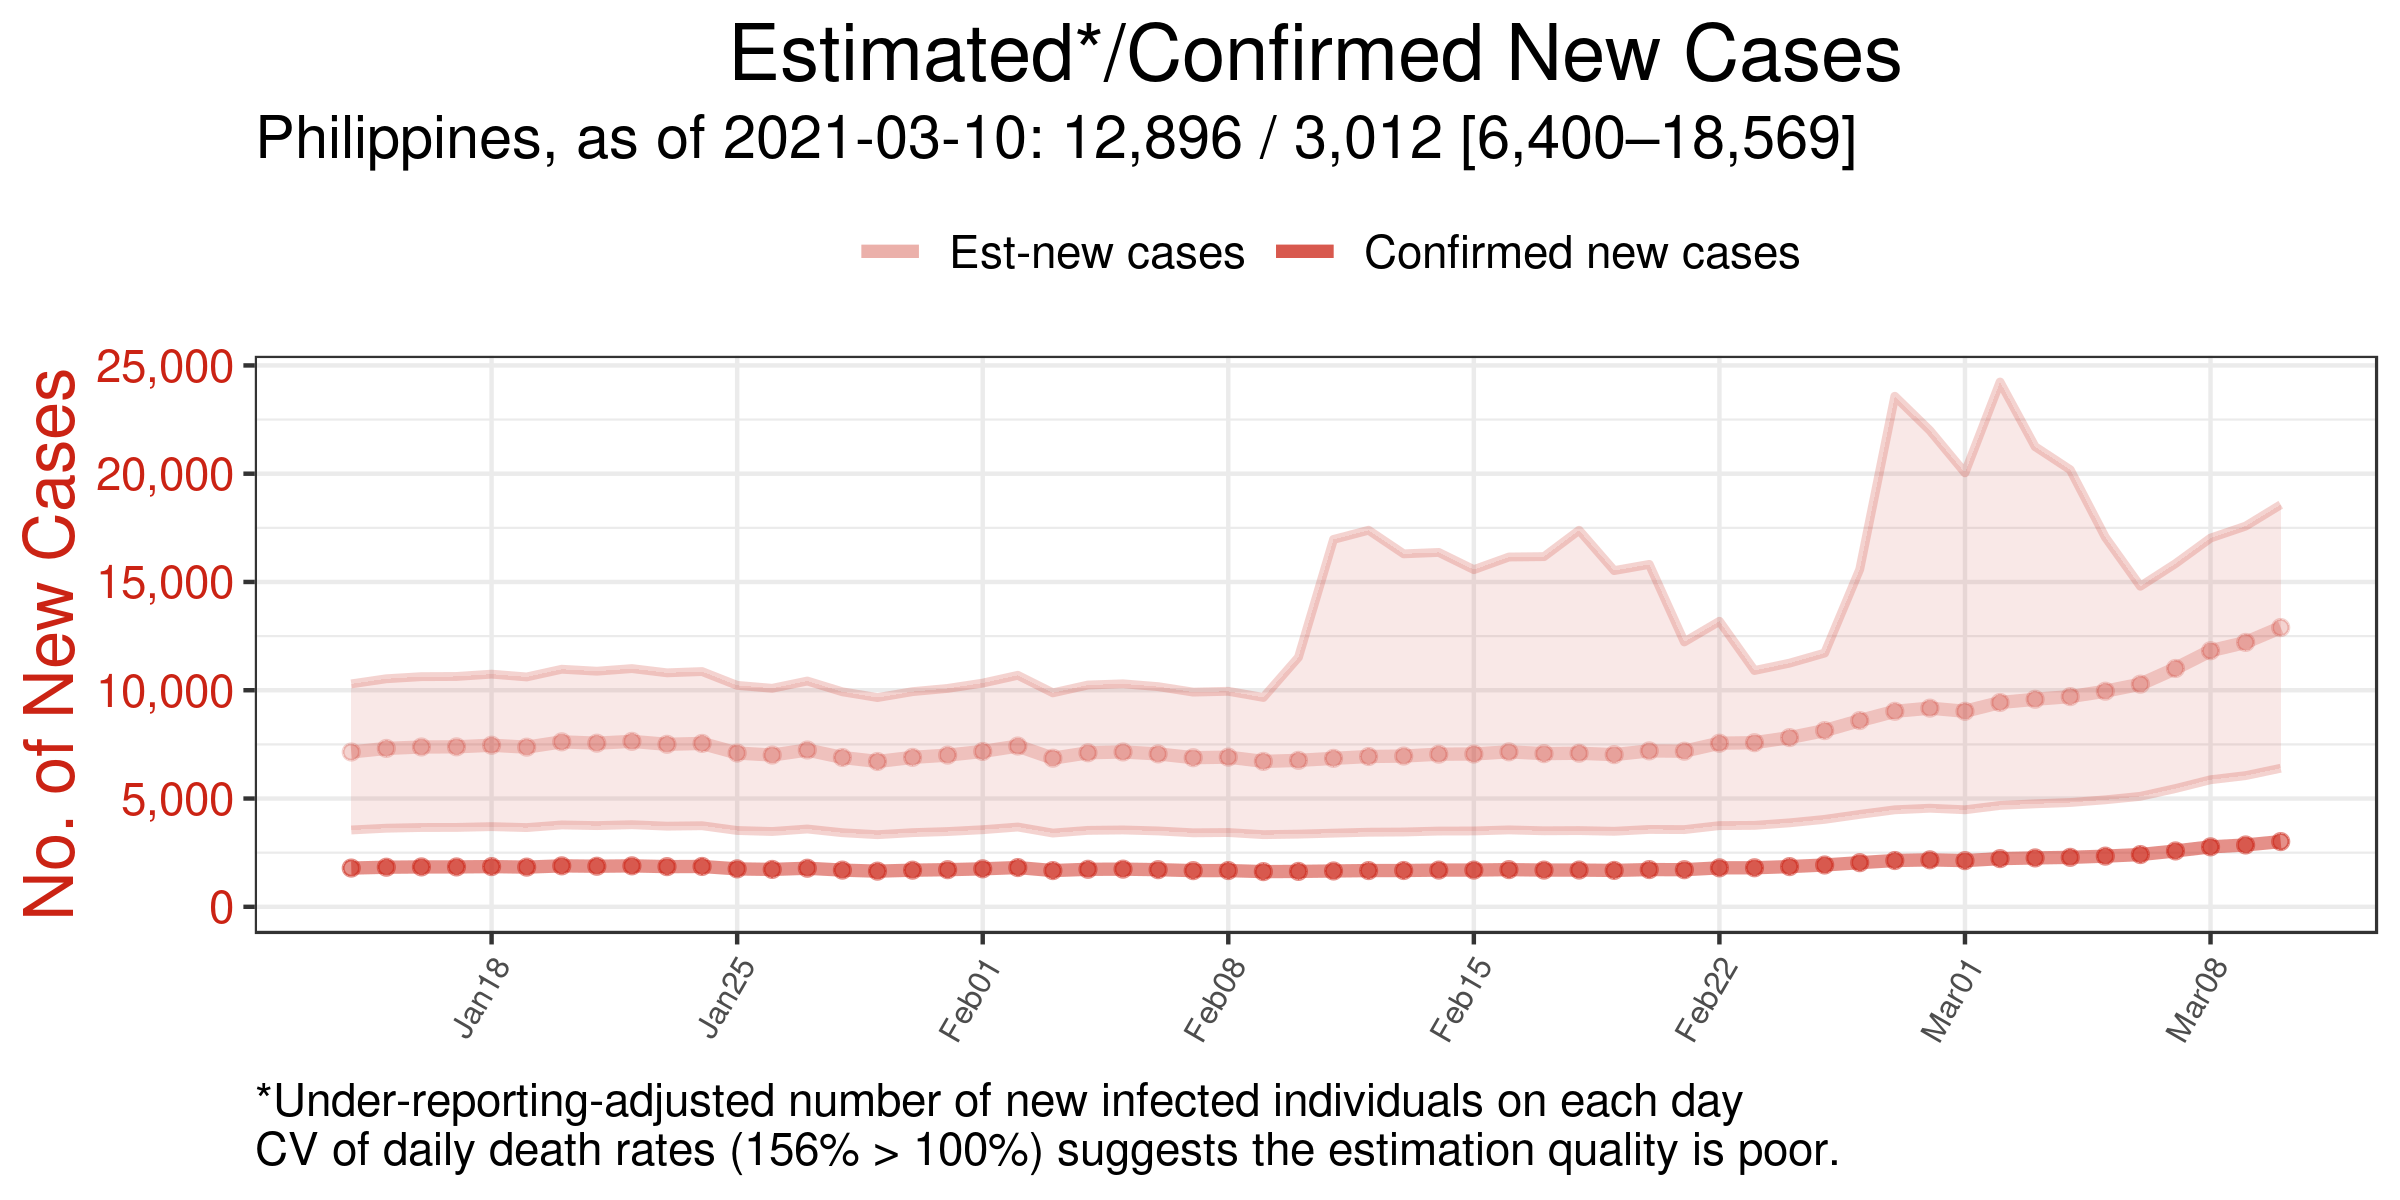 Estimated*/Confirmed New Cases
Philippines, as of 2021-03-10: 12,896 / 3,012 [6,400–18,569]
Est-new cases
Confirmed new cases
No. of New Cases
25,000
20,000
15,000
10,000
5,000
0
Jan18
Jan25
Feb01
Feb08
Feb15
Feb22
Mar01
Mar08
*Under-reporting-adjusted number of new infected individuals on each day
CV of daily death rates (156% > 100%) suggests the estimation quality is poor.